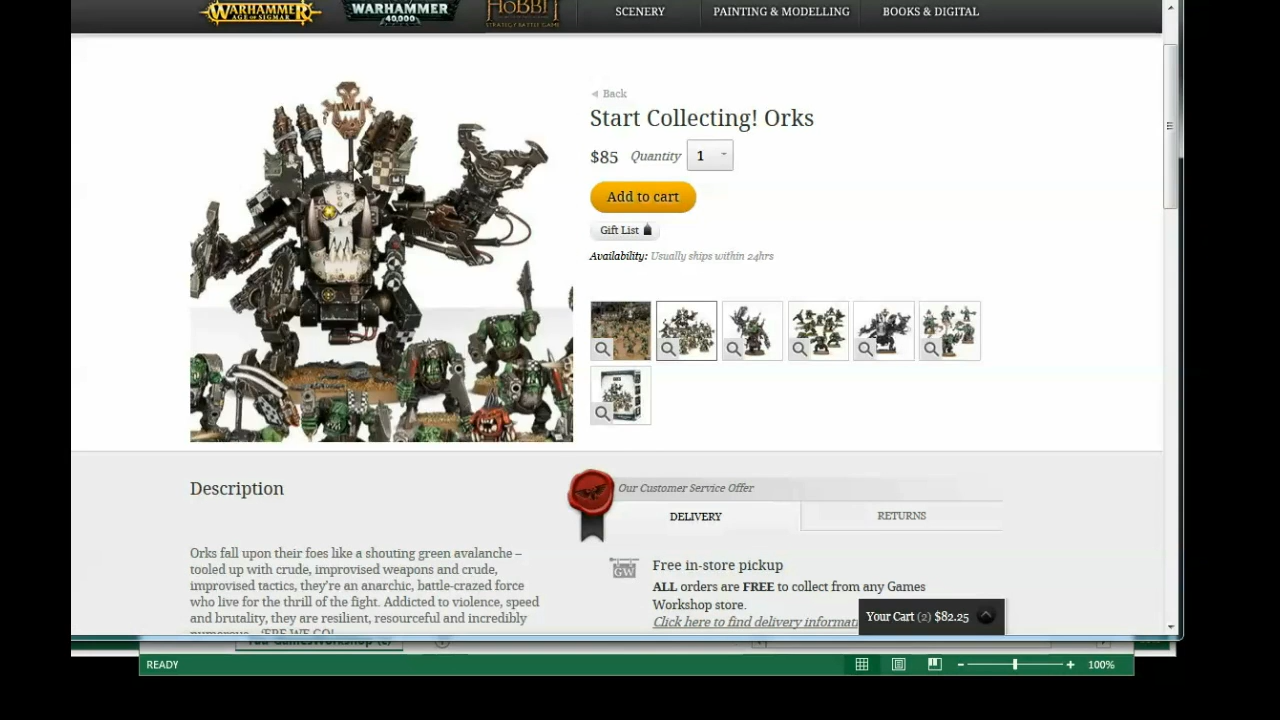 WARHAMMER
AGE OF SIGMAR
WARHAMMER
40,000
HOBBIT
STRATEGY BATTLE GAME
SCENERY
PAINTING & MODELLING
BOOKS & DIGITAL
Back
Start Collecting! Orks
$85 Quantity 1
Add to cart
Gift List
Availability: Usually ships within 24hrs
Description
Our Customer Service Offer
DELIVERY
RETURNS
Orks fall upon their foes like a shouting green avalanche –
tooled up with crude, improvised weapons and crude,
improvised tactics, they're an anarchic, battle-crazed force
who live for the thrill of the fight. Addicted to violence, speed
and brutality, they are resilient, resourceful and incredibly
GW
Free in-store pickup
ALL orders are FREE to collect from any Games
Workshop store.
Click here to find delivery informati
Your Cart (2) $82.25
READY
100%